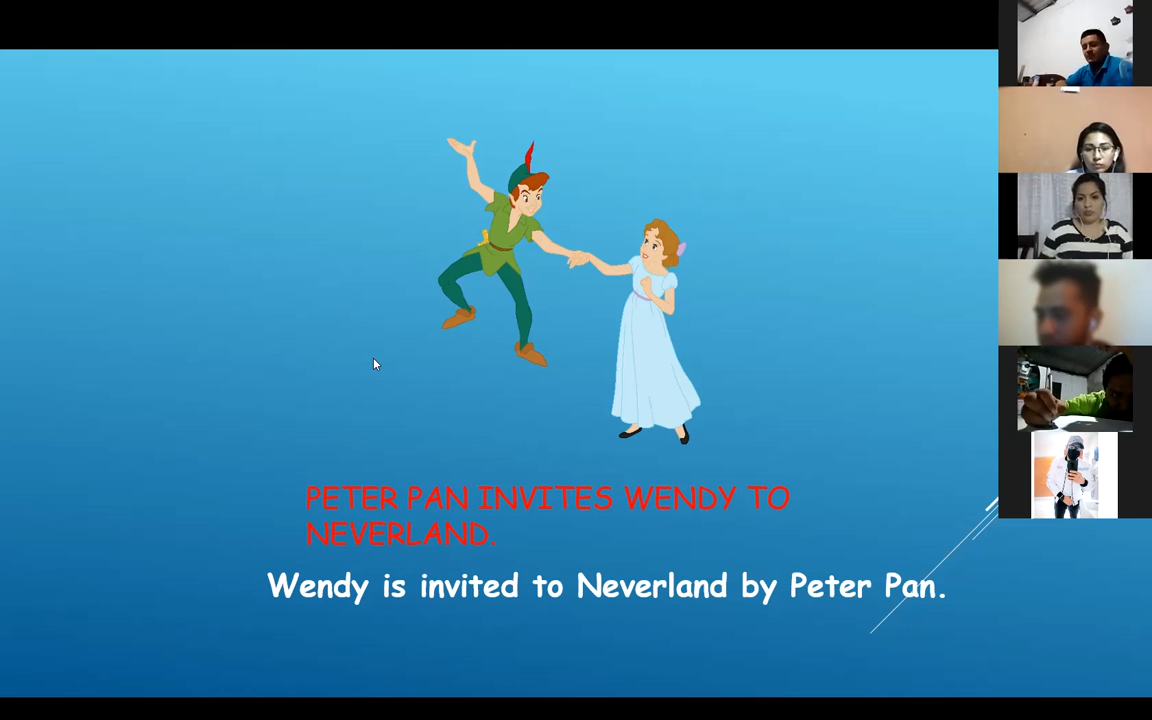 PETER PAN INVITES WENDY TO
NEVERLAND.
Wendy is invited to Neverland by Peter Pan.